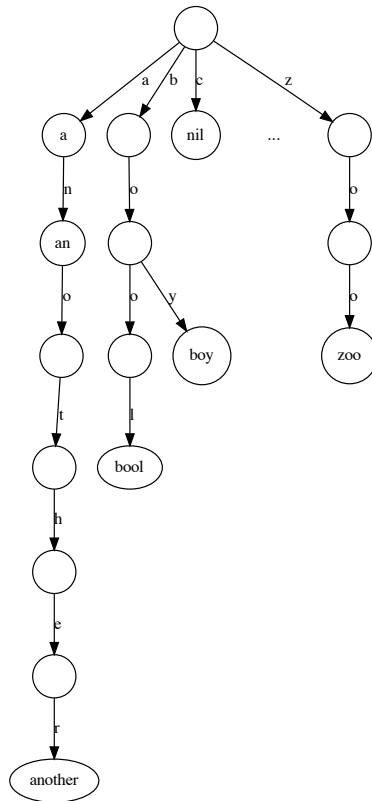 a b c z
a nil ...
n o o
an
o o y o
boy zoo
t l
bool
h
e
r
another